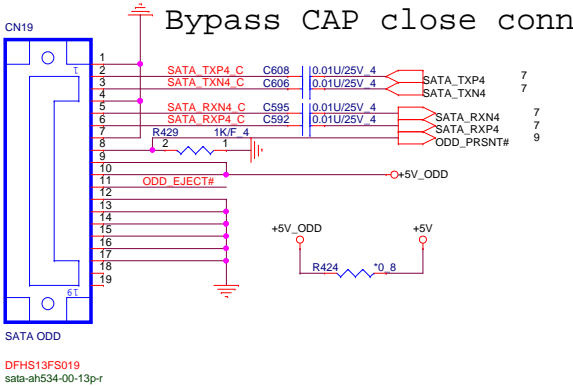 Bypass CAP close conn
CN19
1
1
2 SATA_TXP4_C C608 0.01U/25V_4 SATA_TXP4 7
3 SATA_TXN4_C C606 0.01U/25V_4 SATA_TXN4 7
4
5 SATA_RXN4_C C595 0.01U/25V_4 SATA_RXN4 7
6 SATA_RXP4_C C592 0.01U/25V_4 SATA_RXP4 7
7 ODD_PRSNT# 9
8 R429 1K/F_4
2 1
9
10 +5V_ODD
11 ODD_EJECT#
12
13
14
15
16
17
18
19
19
+5V_ODD +5V
R424 *0_8
SATA ODD
DFHS13FS019
sata-ah534-00-13p-r